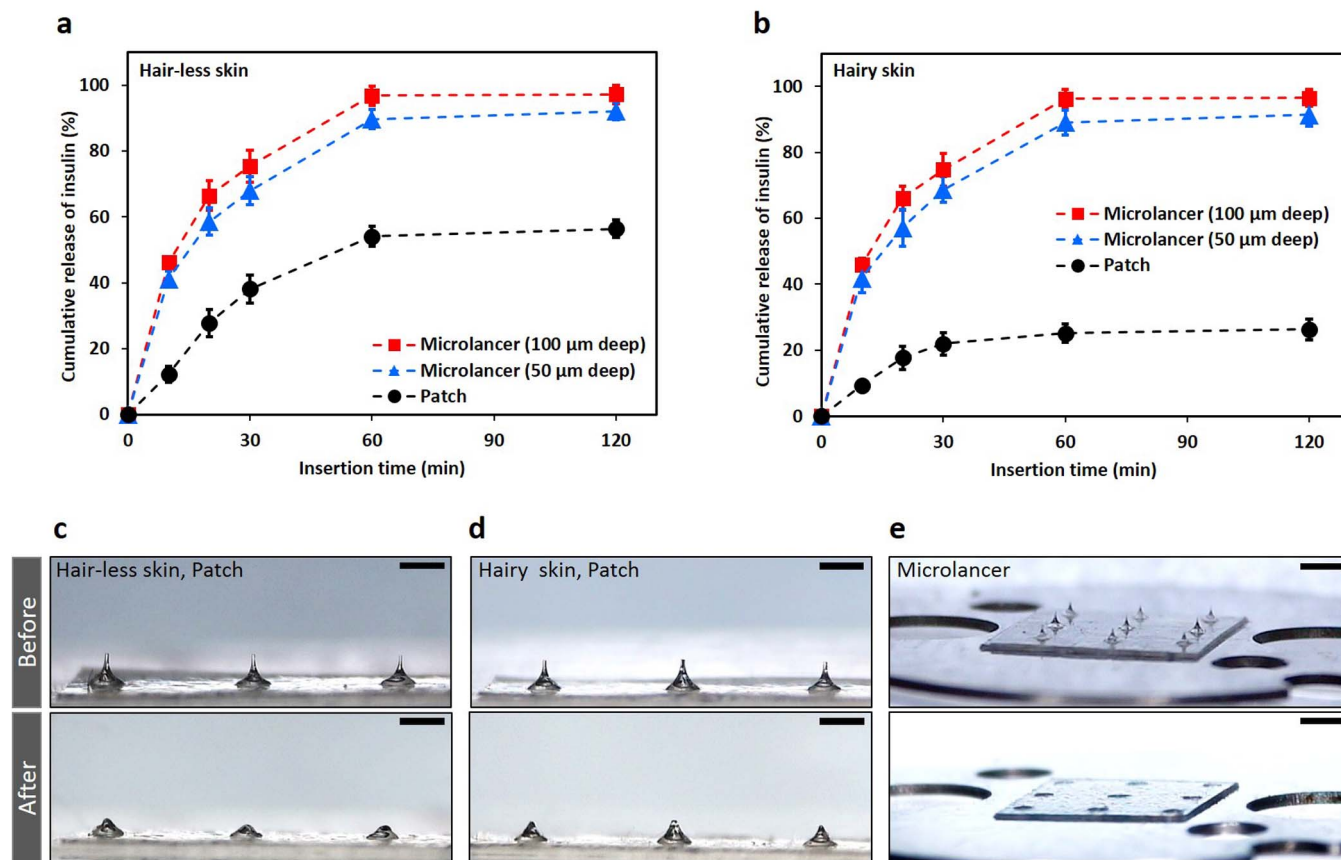 a
Hair-less skin
Cumulative release of insulin (%)
100
80
60
40
20
0
0
30
60
90
120
Insertion time (min)
Microlancer (100 µm deep)
Microlancer (50 µm deep)
Patch
b
Hairy skin
Cumulative release of insulin (%)
100
80
60
40
20
0
0
30
60
90
120
Insertion time (min)
Microlancer (100 µm deep)
Microlancer (50 µm deep)
Patch
c
d
e
Before
Hair-less skin, Patch
Hairy skin, Patch
Microlancer
After